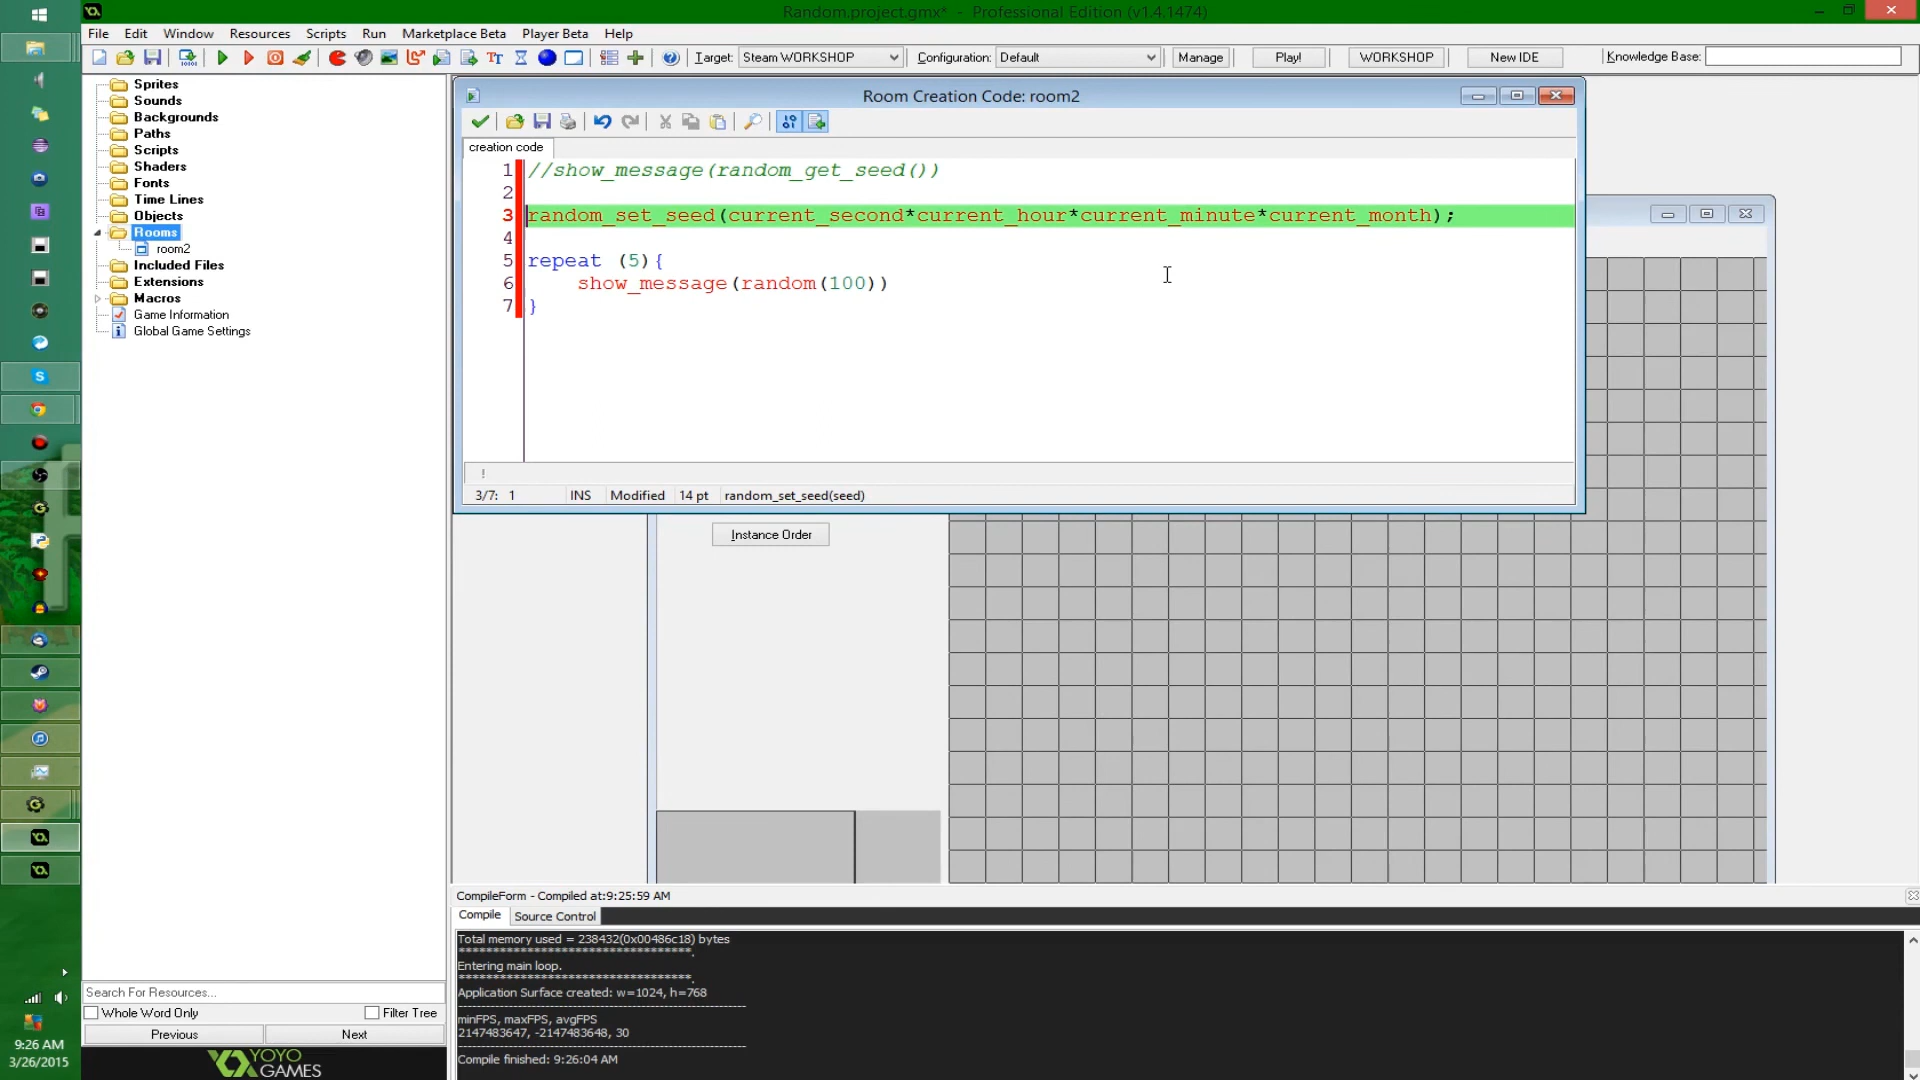 Random.project.gmx* - Professional Edition (v1.4.1474)
File Edit Window Resources Scripts Run Marketplace Beta Player Beta Help
Target: Steam WORKSHOP Configuration: Default Manage Play! WORKSHOP New IDE Knowledge Base:
Sprites
Sounds
Backgrounds
Paths
Scripts
Shaders
Fonts
Time Lines
Objects
Rooms
room2
Included Files
Extensions
Macros
Game Information
Global Game Settings
Room Creation Code: room2
creation code
1 //show_message(random_get_seed())
2
3 random_set_seed(current_second*current_hour*current_minute*current_month);
4
5 repeat (5){
6 show_message(random(100))
7 }
!
3/7: 1 INS Modified 14 pt random_set_seed(seed)
Instance Order
CompileForm - Compiled at:9:25:59 AM
Compile Source Control
Total memory used = 238432(0x00486c18) bytes
**********************************.
Entering main loop.
**********************************.
Application Surface created: w=1024, h=768
minFPS, maxFPS, avgFPS
2147483647, -2147483648, 30
Compile finished: 9:26:04 AM
Search For Resources...
Whole Word Only Filter Tree
Previous Next
YOYO
GAMES
9:26 AM
3/26/2015